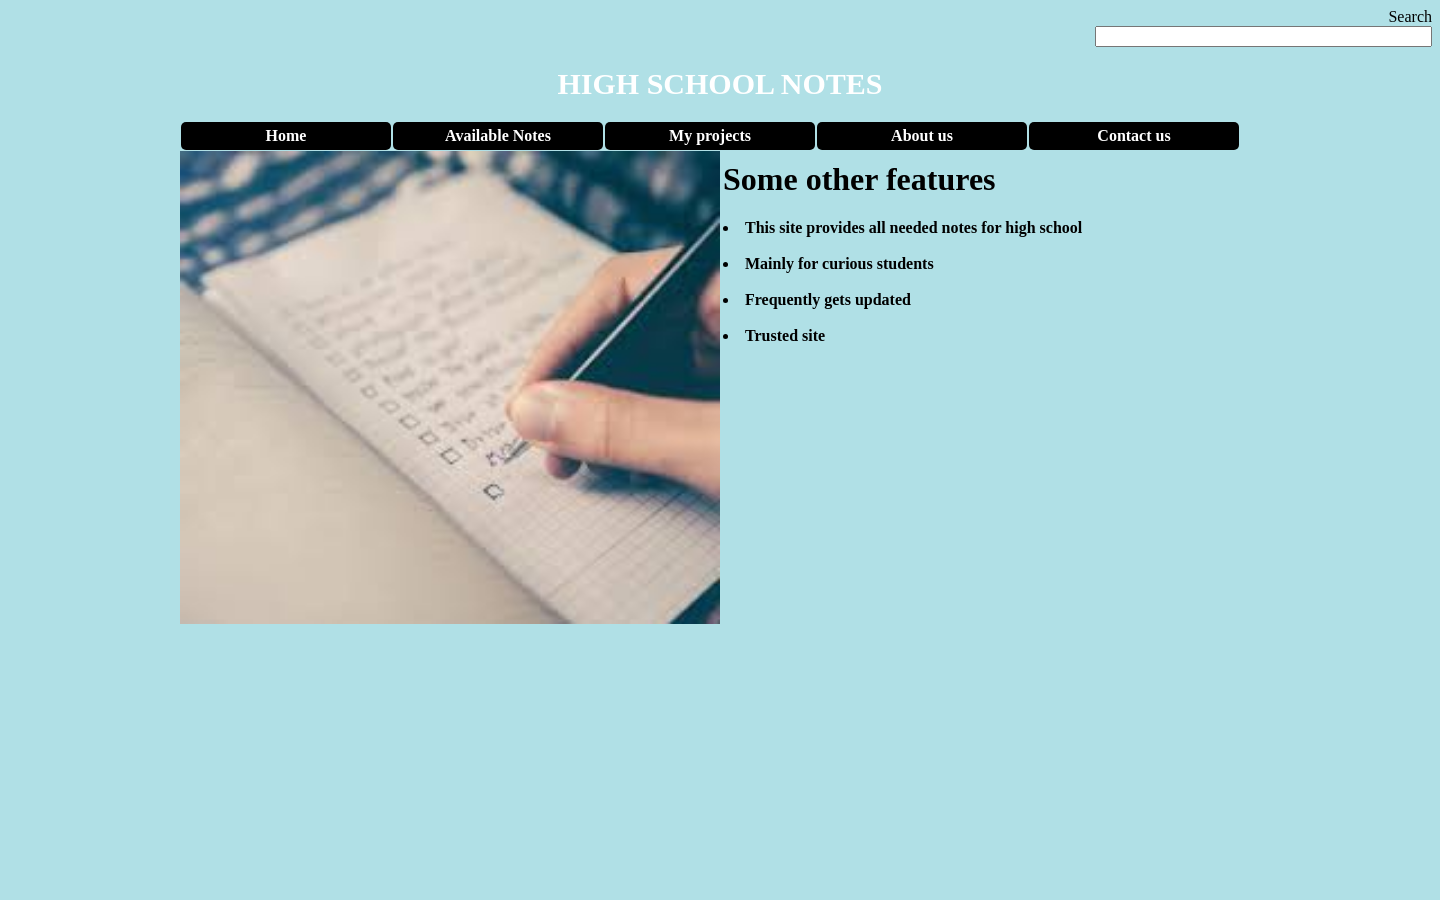 Search
HIGH SCHOOL NOTES
Home
Available Notes
My projects
About us
Contact us
Some other features
This site provides all needed notes for high school
Mainly for curious students
Frequently gets updated
Trusted site